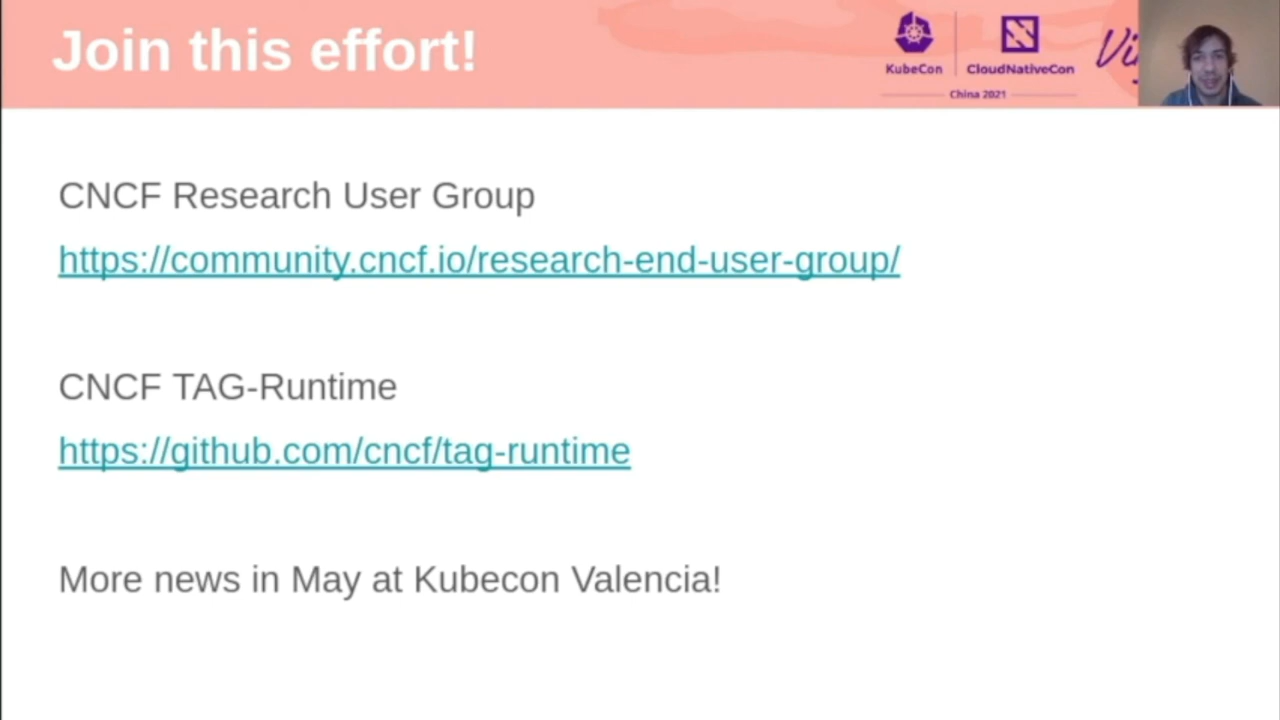 Join this effort!
KubeCon
CloudNativeCon
China 2021
CNCF Research User Group
https://community.cncf.io/research-end-user-group/
CNCF TAG-Runtime
https://github.com/cncf/tag-runtime
More news in May at Kubecon Valencia!